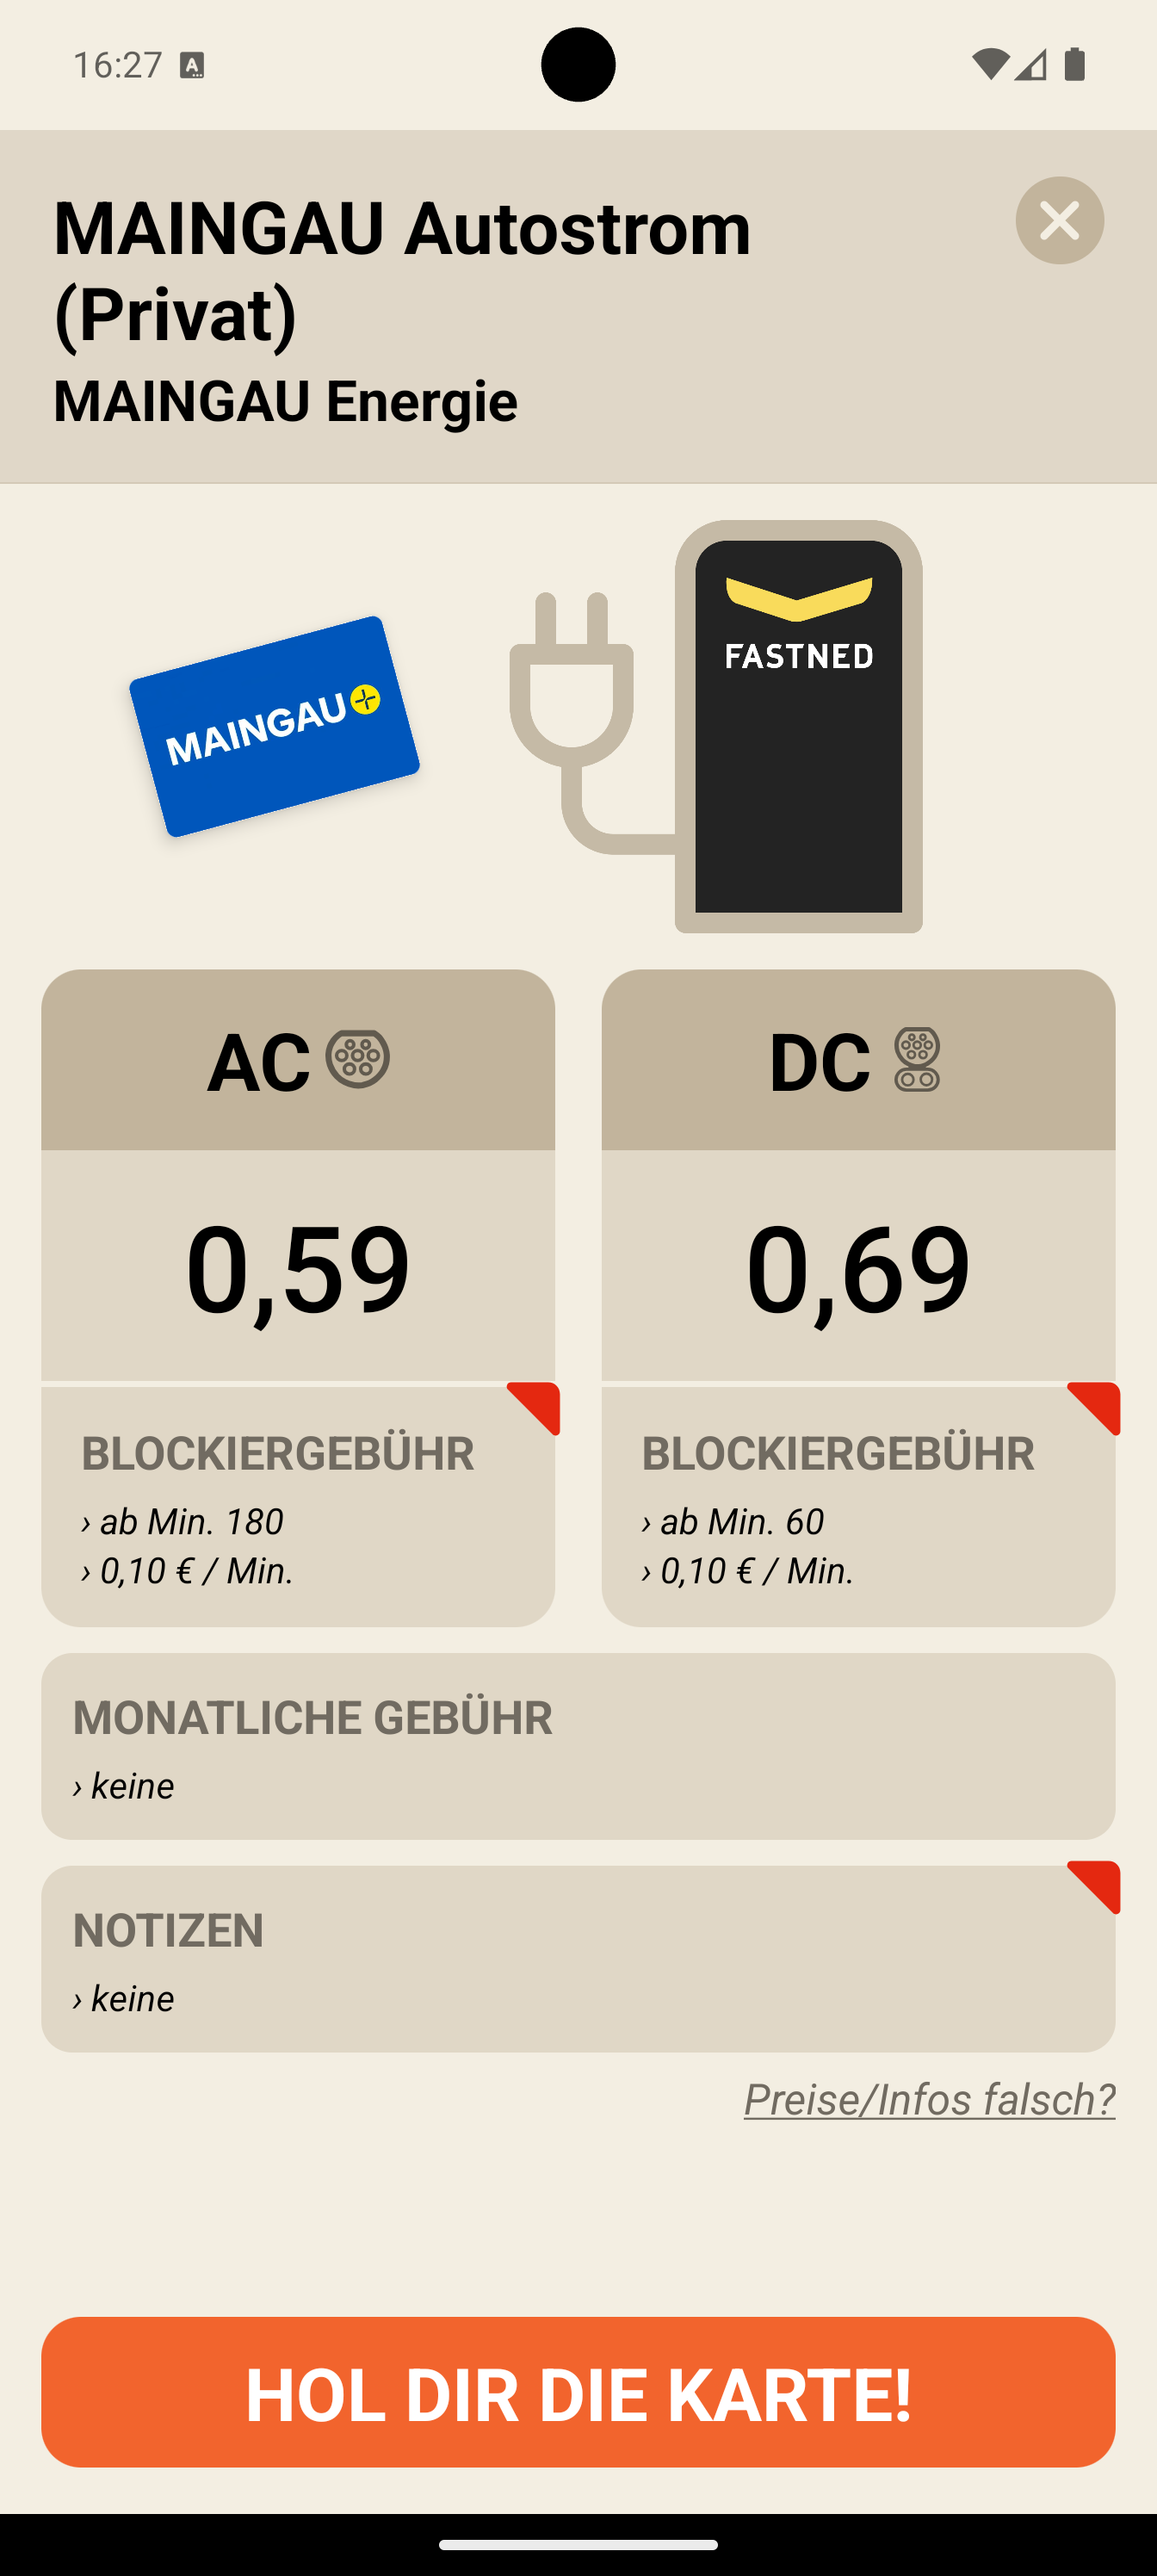 16:27
MAINGAU Autostrom
(Privat)
MAINGAU Energie
MAINGAU
FASTNED
AC
DC
0,59
0,69
BLOCKIERGEBÜHR
› ab Min. 180
› 0,10 € / Min.
BLOCKIERGEBÜHR
› ab Min. 60
› 0,10 € / Min.
MONATLICHE GEBÜHR
› keine
NOTIZEN
› keine
Preise/Infos falsch?
HOL DIR DIE KARTE!